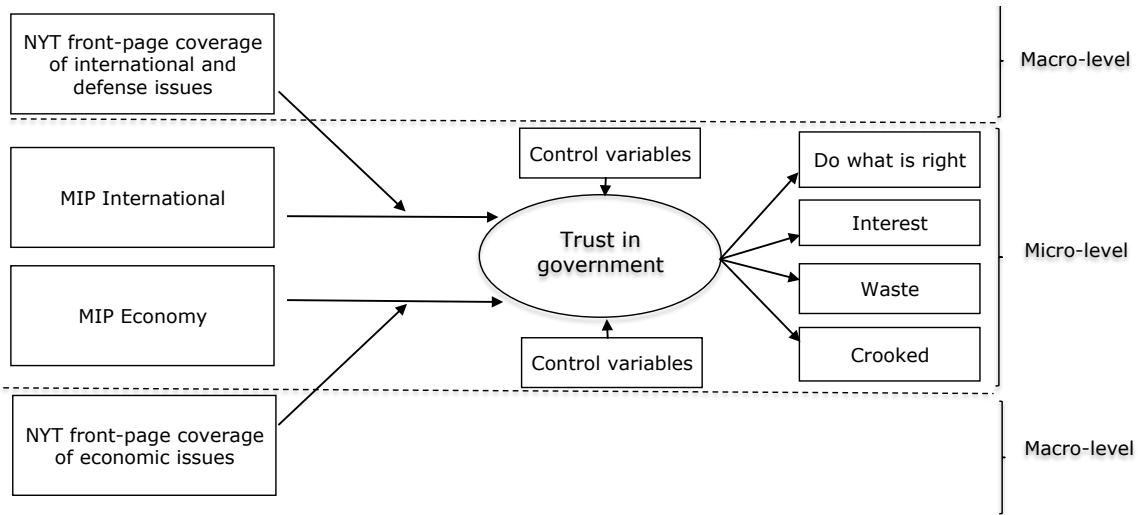 NYT front-page coverage
of international and
defense issues
Macro-level
Control variables
Do what is right
MIP International
Interest
Trust in
government
Micro-level
Waste
MIP Economy
Control variables
Crooked
NYT front-page coverage
of economic issues
Macro-level